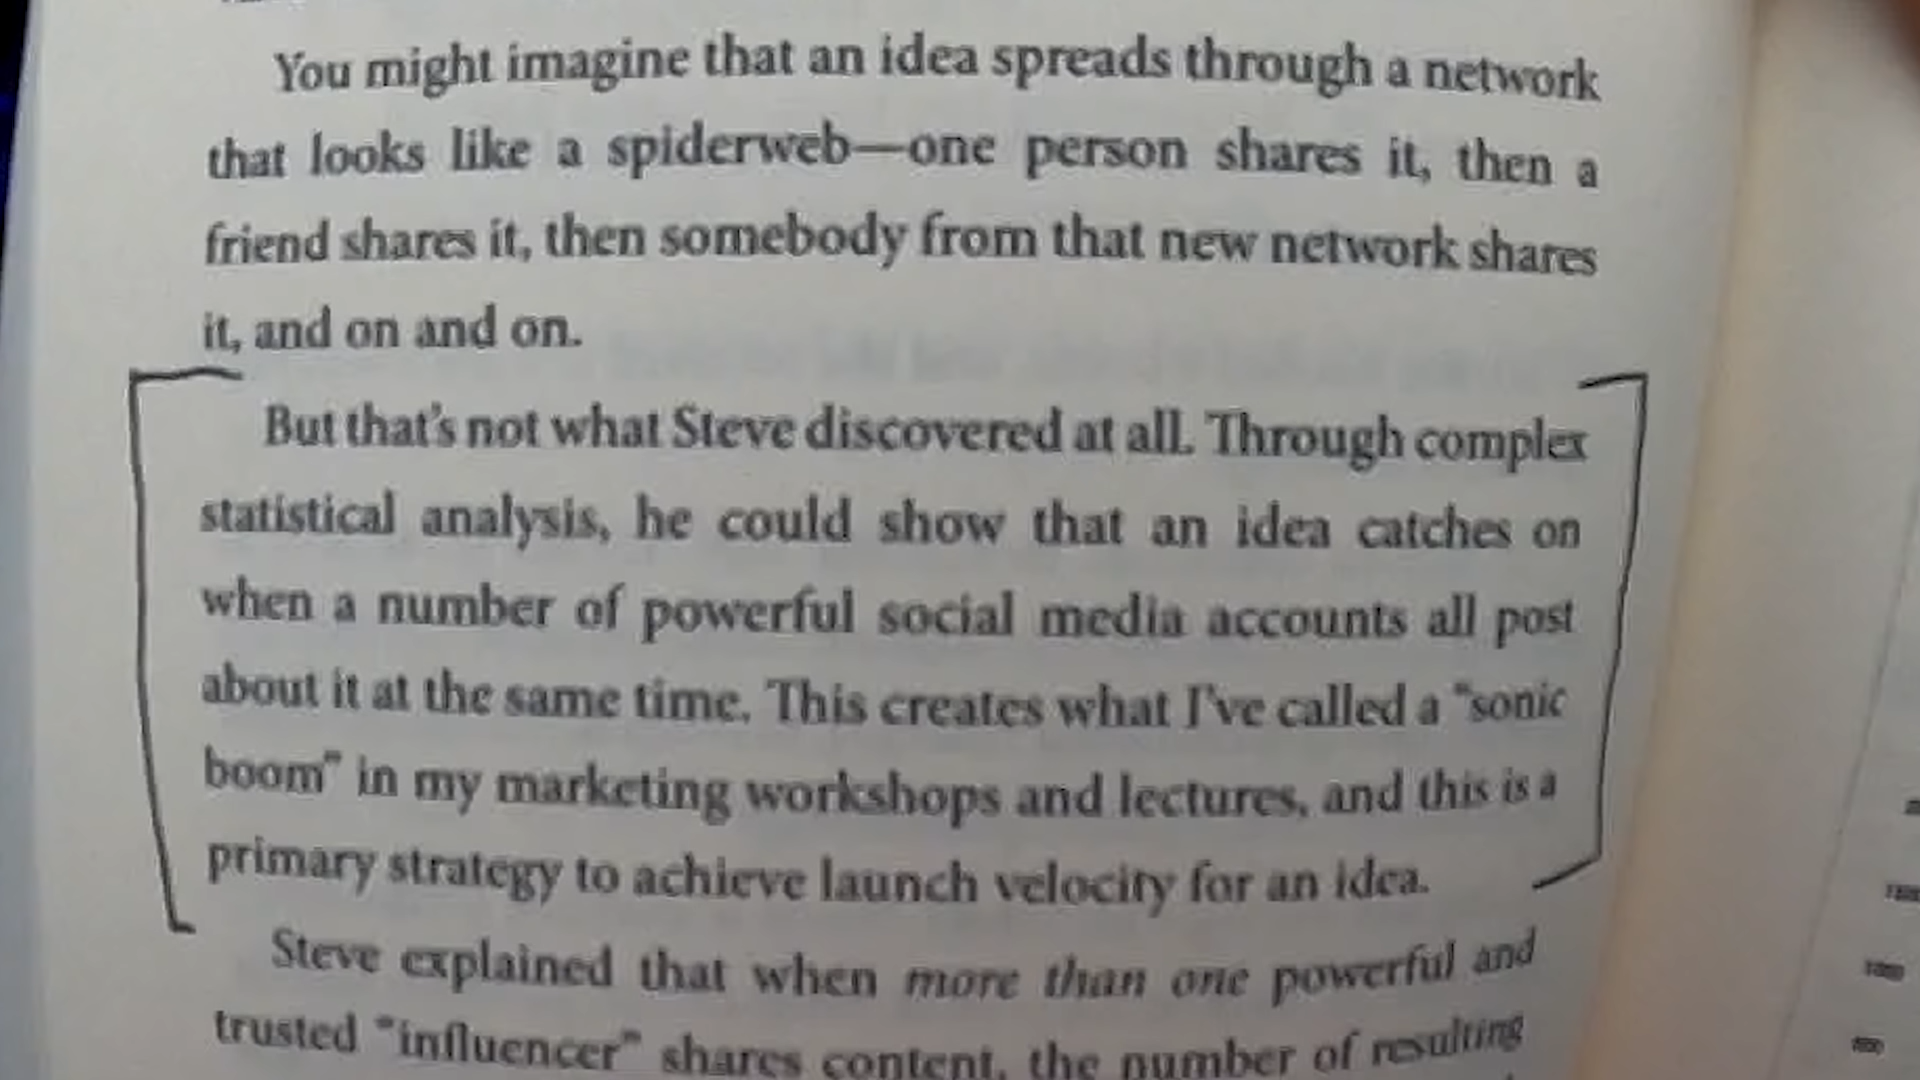 You might imagine that an idea spreads through a network
that looks like a spiderweb—one person shares it, then a
friend shares it, then somebody from that new network shares
it, and on and on.
But that's not what Steve discovered at all. Through complex
statistical analysis, he could show that an idea catches on
when a number of powerful social media accounts all post
about it at the same time. This creates what I've called a "sonic
boom" in my marketing workshops and lectures, and this is a
primary strategy to achieve launch velocity for an idea.
Steve explained that when more than one powerful and
trusted "influencer" shares content, the number of resulting